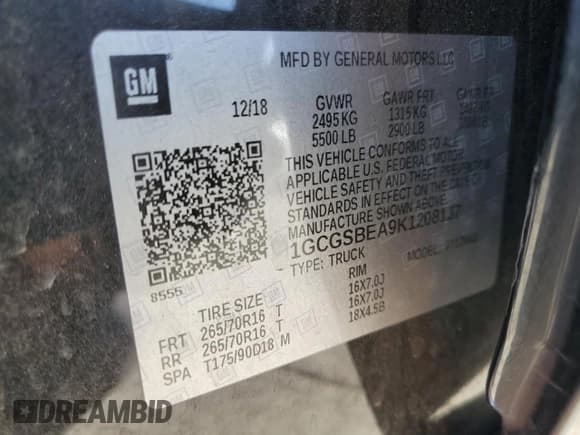 GM
MFD BY GENERAL MOTORS LLC
12/18 GVWR GAWR FRT
2495 KG 1315 KG
5500 LB 2900 LB
THIS VEHICLE CONFORMS TO ALL
APPLICABLE U.S. FEDERAL MOTOR
VEHICLE SAFETY AND THEFT PREVENTION
STANDARDS IN EFFECT ON THE DATE OF
MANUFACTURE SHOWN ABOVE.
1GCGSBEA9K1208137
TYPE: TRUCK MODEL:
8555
TIRE SIZE RIM
FRT 265/70R16 T 16X7.0J
RR 265/70R16 T 16X7.0J
SPA T175/90D18 M 18X4.5B
DREAMBID